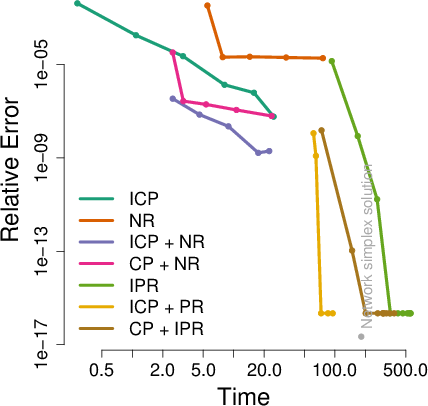 Relative Error
1e-05
1e-09
1e-13
1e-17
ICP
NR
ICP + NR
CP + NR
IPR
ICP + PR
CP + IPR
Network simplex solution
0.5
2.0
5.0
20.0
100.0
500.0
Time